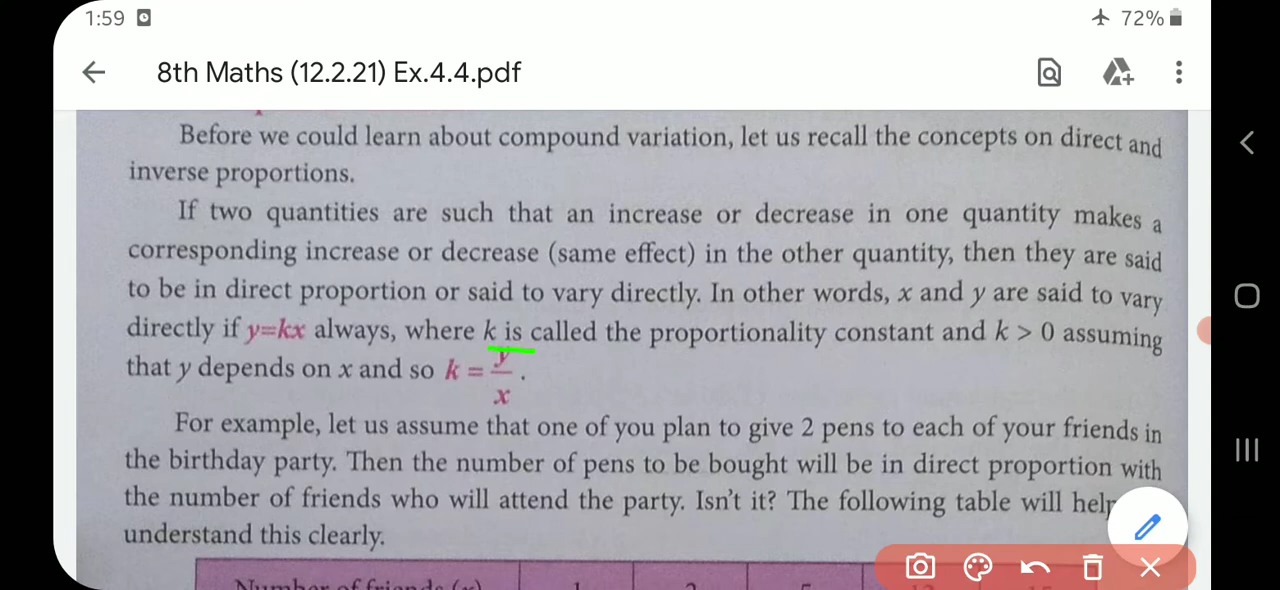 1:59
72%
8th Maths (12.2.21) Ex.4.4.pdf
Before we could learn about compound variation, let us recall the concepts on direct and
inverse proportions.
If two quantities are such that an increase or decrease in one quantity makes a
corresponding increase or decrease (same effect) in the other quantity, then they are said
to be in direct proportion or said to vary directly. In other words, x and y are said to vary
directly if y=kx always, where k is called the proportionality constant and k > 0 assuming
that y depends on x and so k = y/x.
For example, let us assume that one of you plan to give 2 pens to each of your friends in
the birthday party. Then the number of pens to be bought will be in direct proportion with
the number of friends who will attend the party. Isn't it? The following table will help
understand this clearly.
Number of friends (x) 1